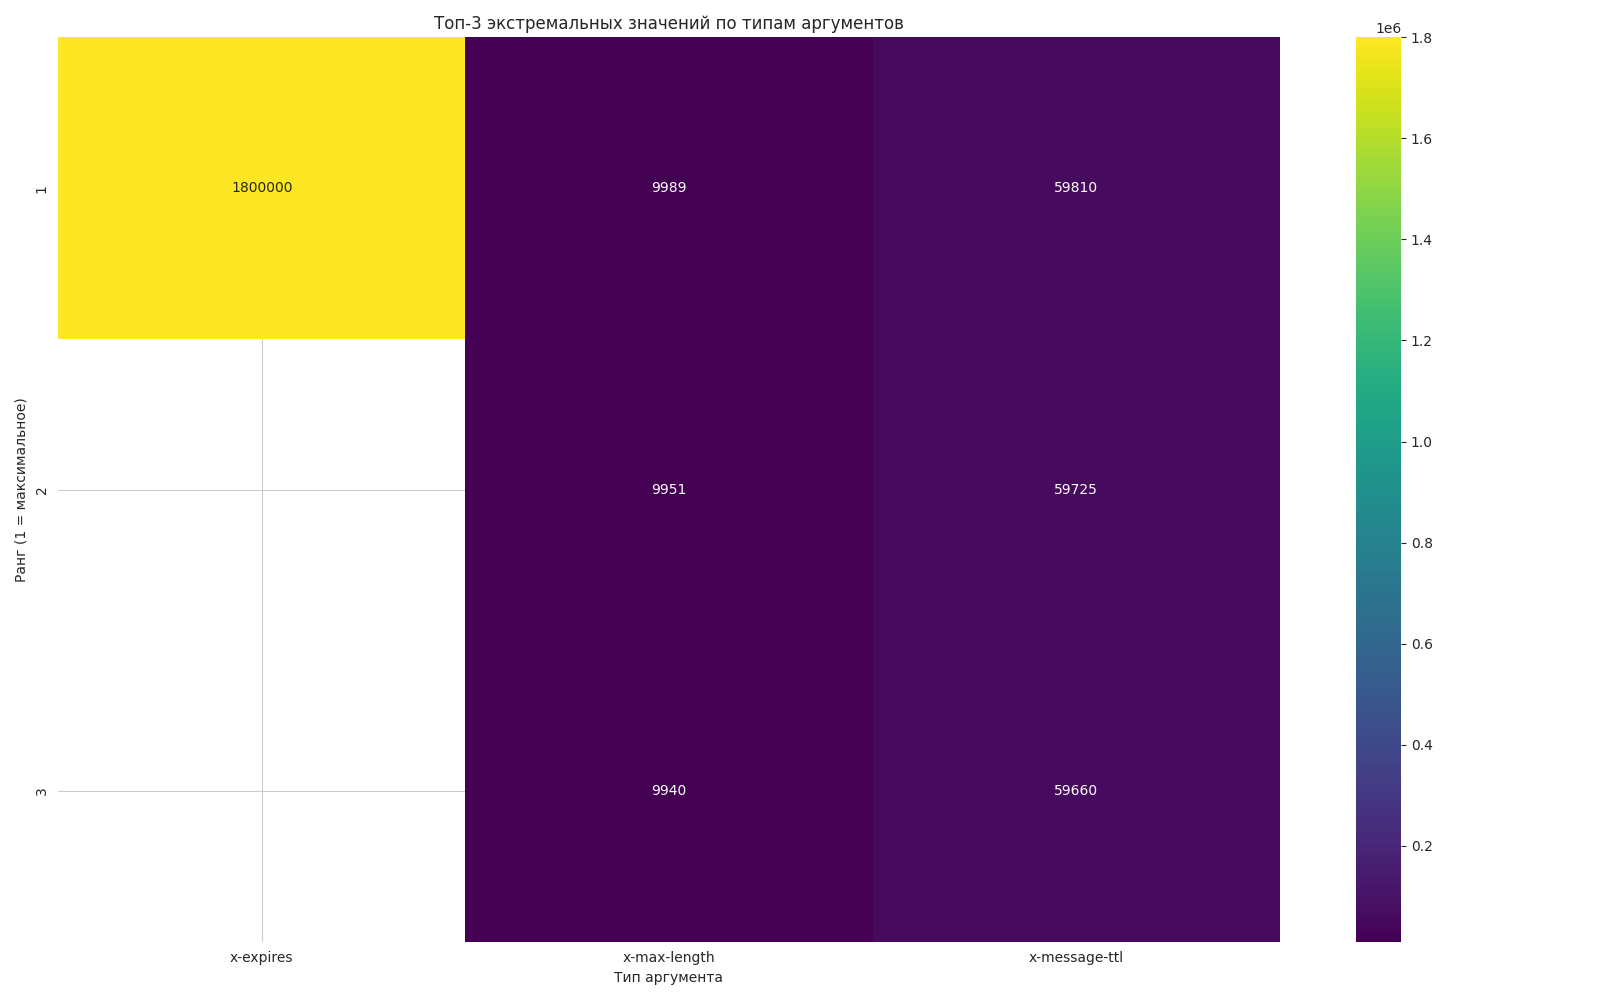 Топ-3 экстремальных значений по типам аргументов
1e6
1.8
1.6
1.4
1.2
1.0
0.8
0.6
0.4
0.2
Ранг (1 = максимальное)
1
1800000
9989
59810
2
9951
59725
3
9940
59660
x-expires
x-max-length
x-message-ttl
Тип аргумента